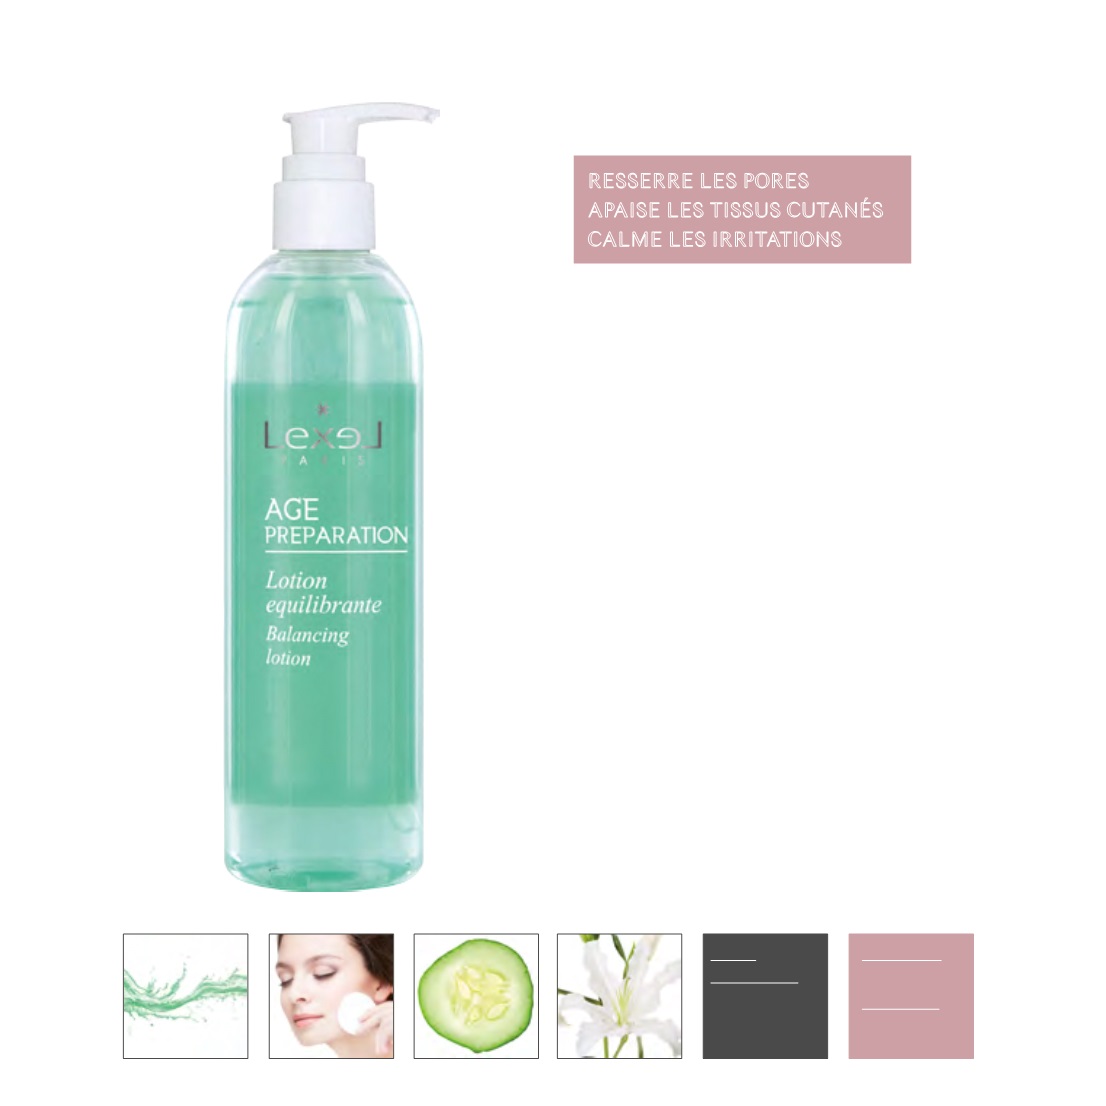 RESSERRE LES PORES
APAISE LES TISSUS CUTANÉS
CALME LES IRRITATIONS
Lexel
PARIS
AGE
PREPARATION
Lotion
equilibrante
Balancing
lotion